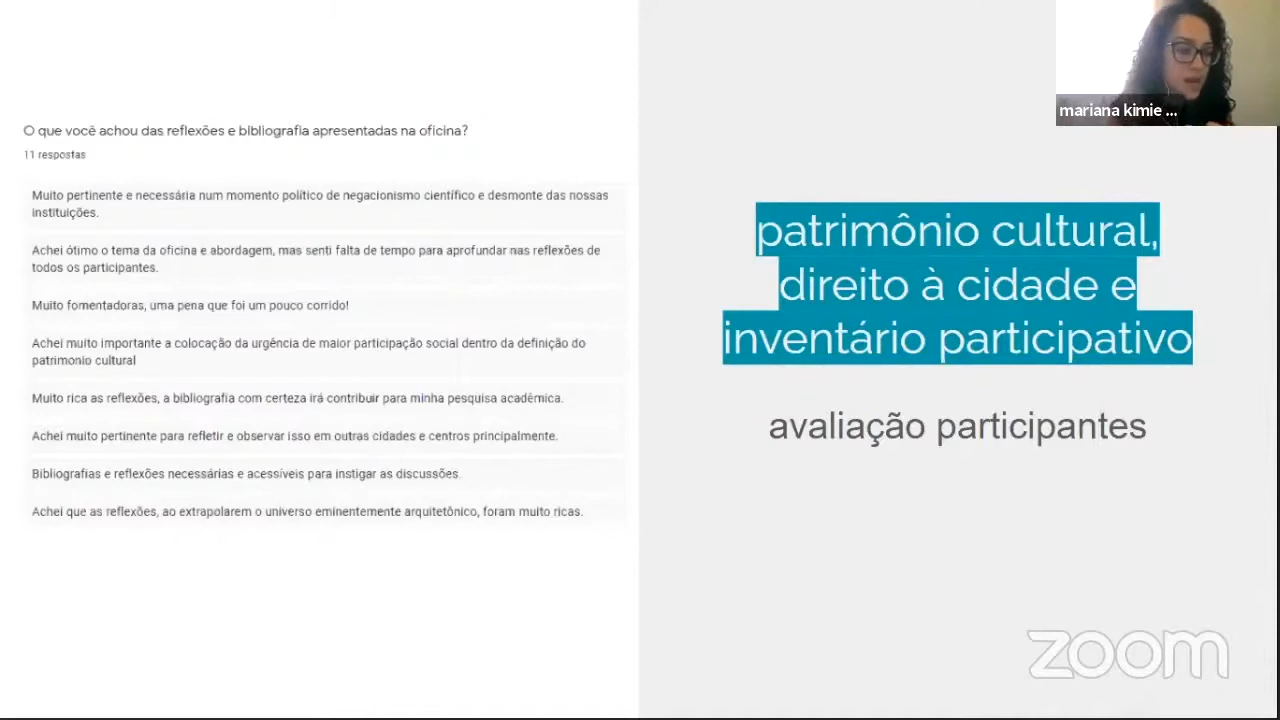 O que você achou das reflexões e bibliografia apresentadas na oficina?
11 respostas
Muito pertinente e necessária num momento político de negacionismo científico e desmonte das nossas
instituições.
Achei ótimo o tema da oficina e abordagem, mas senti falta de tempo para aprofundar nas reflexões de
todos os participantes.
Muito fomentadoras, uma pena que foi um pouco corrido!
Achei muito importante a colocação da urgência de maior participação social dentro da definição do
patrimonio cultural
Muito rica as reflexões, a bibliografia com certeza irá contribuir para minha pesquisa acadêmica.
Achei muito pertinente para refletir e observar isso em outras cidades e centros principalmente.
Bibliografias e reflexões necessárias e acessíveis para instigar as discussões.
Achei que as reflexões, ao extrapolarem o universo eminentemente arquitetônico, foram muito ricas.
mariana kimie ...
patrimônio cultural,
direito à cidade e
inventário participativo
avaliação participantes
zoom